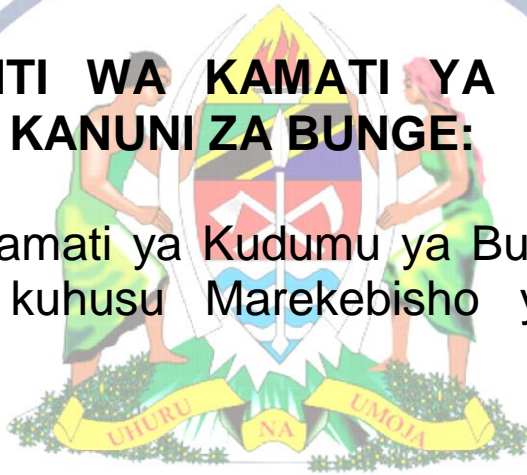 ITI WA KAMATI YA
KANUNI ZA BUNGE:
amati ya Kudumu ya Bu
kuhusu Marekebisho y
UHURU NA UMOJA